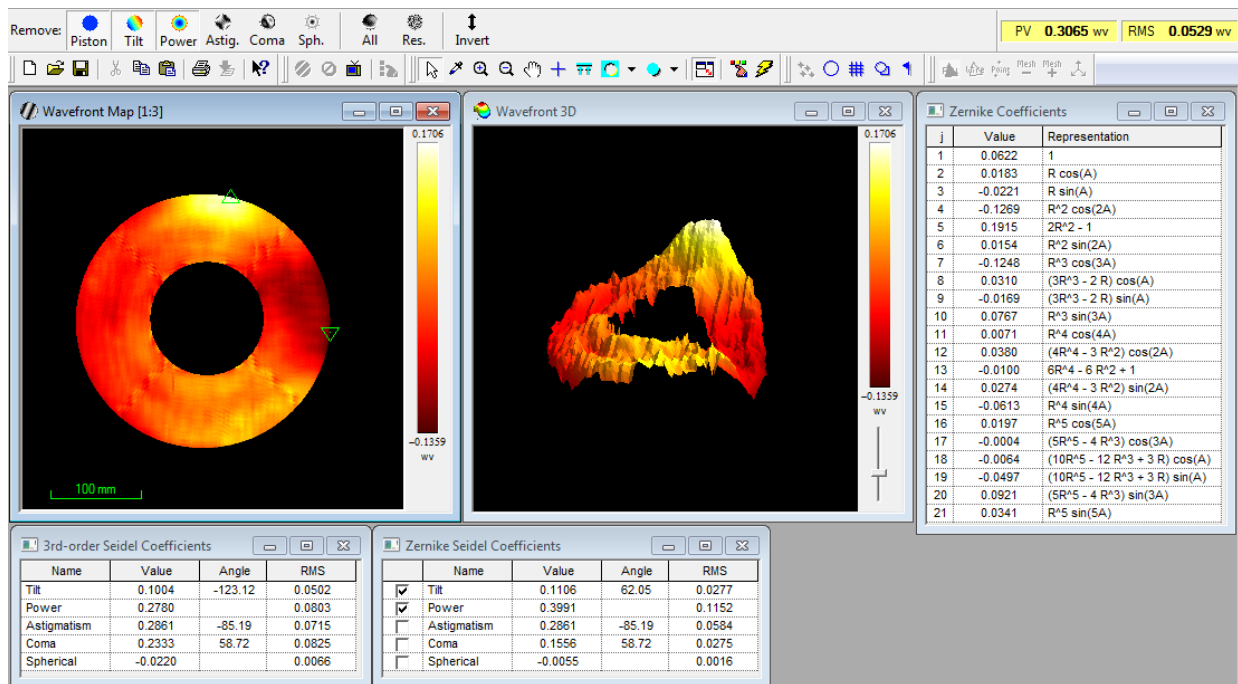 Remove: Piston Tilt Power Astig. Coma Sph. All Res. Invert
PV 0.3065 wv RMS 0.0529 wv
Mesh Mesh
Point
Wavefront Map [1:3]
0.1706
-0.1359
wv
100 mm
Wavefront 3D
0.1706
-0.1359
wv
Zernike Coefficients
j Value Representation
1 0.0622 1
2 0.0183 R cos(A)
3 -0.0221 R sin(A)
4 -0.1269 R^2 cos(2A)
5 0.1915 2R^2 - 1
6 0.0154 R^2 sin(2A)
7 -0.1248 R^3 cos(3A)
8 0.0310 (3R^3 - 2 R) cos(A)
9 -0.0169 (3R^3 - 2 R) sin(A)
10 0.0767 R^3 sin(3A)
11 0.0071 R^4 cos(4A)
12 0.0380 (4R^4 - 3 R^2) cos(2A)
13 -0.0100 6R^4 - 6 R^2 + 1
14 0.0274 (4R^4 - 3 R^2) sin(2A)
15 -0.0613 R^4 sin(4A)
16 0.0197 R^5 cos(5A)
17 -0.0004 (5R^5 - 4 R^3) cos(3A)
18 -0.0064 (10R^5 - 12 R^3 + 3 R) cos(A)
19 -0.0497 (10R^5 - 12 R^3 + 3 R) sin(A)
20 0.0921 (5R^5 - 4 R^3) sin(3A)
21 0.0341 R^5 sin(5A)
3rd-order Seidel Coefficients
Name Value Angle RMS
Tilt 0.1004 -123.12 0.0502
Power 0.2780 0.0803
Astigmatism 0.2861 -85.19 0.0715
Coma 0.2333 58.72 0.0825
Spherical -0.0220 0.0066
Zernike Seidel Coefficients
Name Value Angle RMS
Tilt 0.1106 62.05 0.0277
Power 0.3991 0.1152
Astigmatism 0.2861 -85.19 0.0584
Coma 0.1556 58.72 0.0275
Spherical -0.0055 0.0016